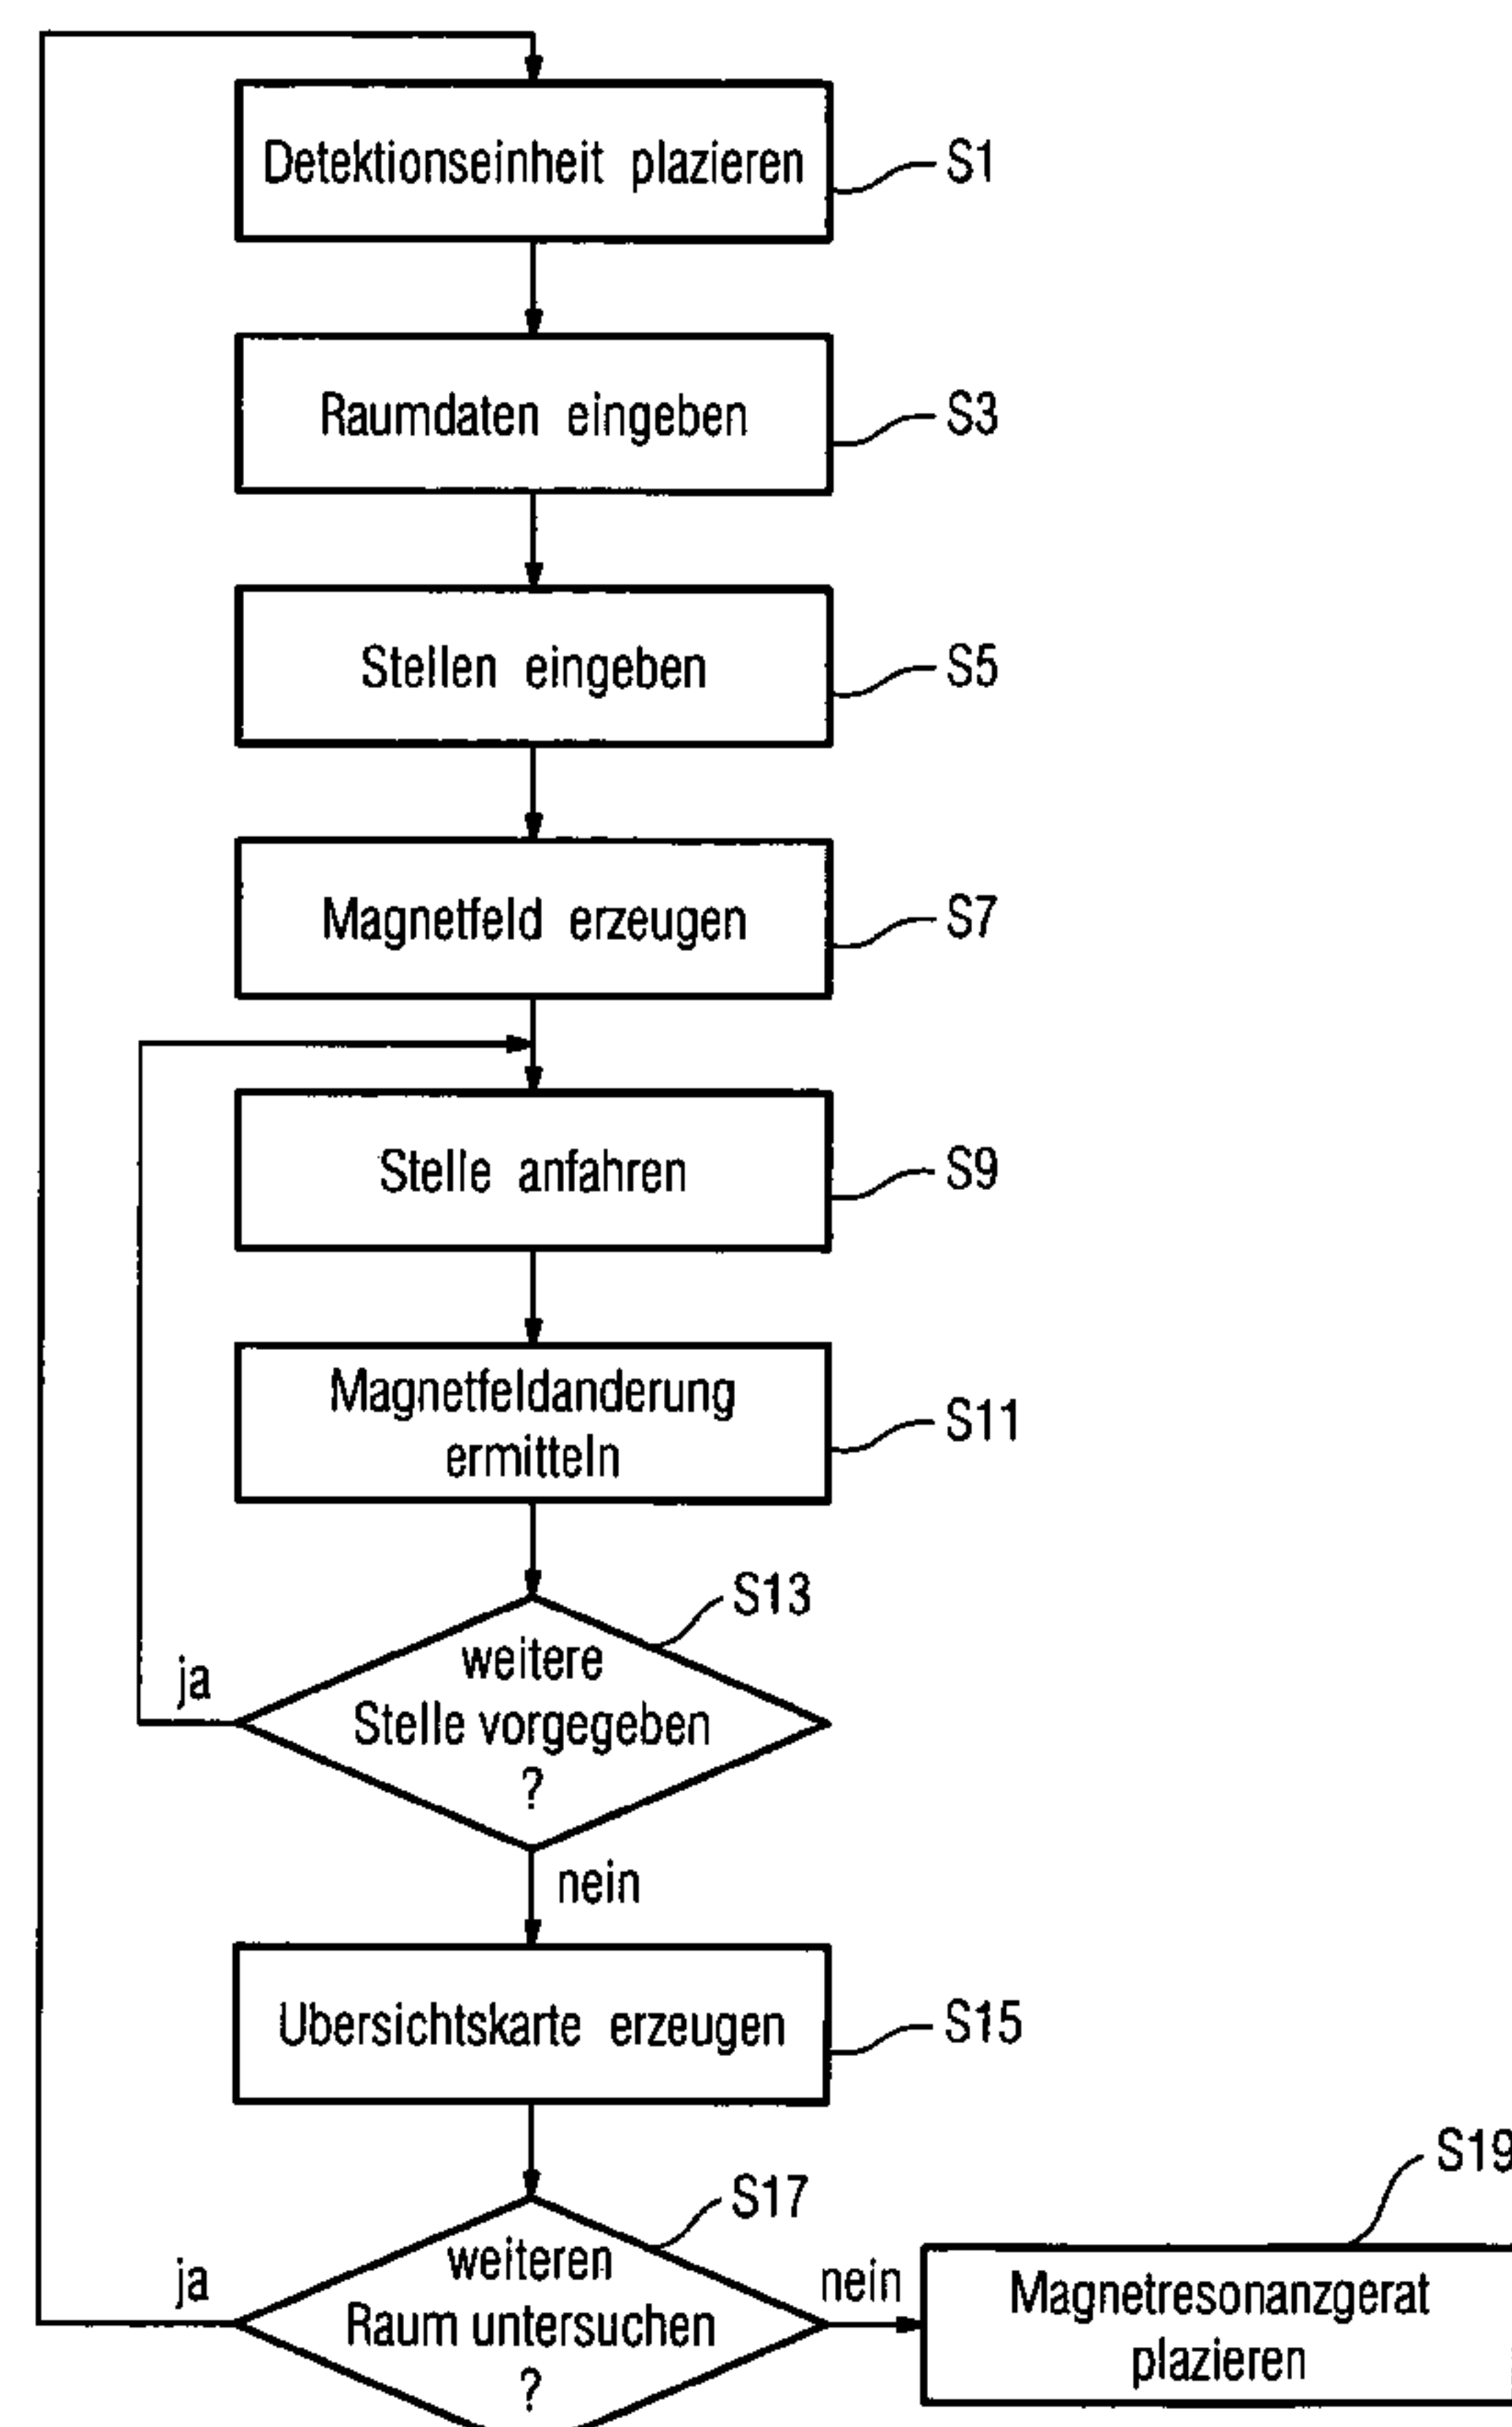 Detektionseinheit plazieren
S1
Raumdaten eingeben
S3
Stellen eingeben
S5
Magnetfeld erzeugen
S7
Stelle anfahren
S9
Magnetfeldanderung
ermitteln
S11
S13
weitere
Stelle vorgegeben
?
ja
nein
Ubersichtskarte erzeugen
S15
S17
weiteren
Raum untersuchen
?
ja
nein
S19
Magnetresonanzgerat
plazieren